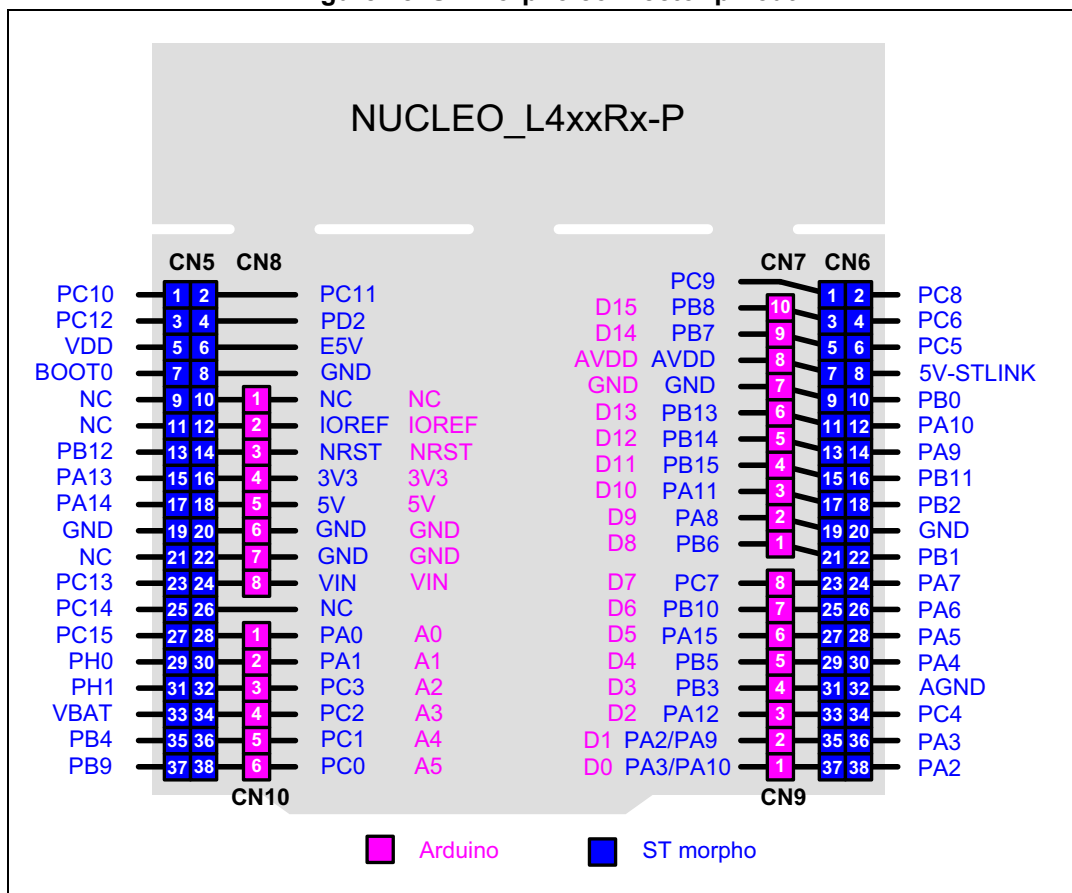 NUCLEO_L4xxRx-P
CN5 CN8 CN7 CN6
PC9
PC10 1 2 PC11 D15 PB8 10 1 2 PC8
PC12 3 4 PD2 D14 PB7 9 3 4 PC6
VDD 5 6 E5V AVDD AVDD 8 5 6 PC5
BOOT0 7 8 GND GND GND 7 7 8 5V-STLINK
NC 9 10 1 NC NC D13 PB13 6 9 10 PB0
NC 11 12 2 IOREF IOREF D12 PB14 5 11 12 PA10
PB12 13 14 3 NRST NRST D11 PB15 4 13 14 PA9
PA13 15 16 4 3V3 3V3 D10 PA11 3 15 16 PB11
PA14 17 18 5 5V 5V D9 PA8 2 17 18 PB2
GND 19 20 6 GND GND D8 PB6 1 19 20 GND
NC 21 22 7 GND GND 21 22 PB1
PC13 23 24 8 VIN VIN D7 PC7 8 23 24 PA7
PC14 25 26 NC D6 PB10 7 25 26 PA6
PC15 27 28 1 PA0 A0 D5 PA15 6 27 28 PA5
PH0 29 30 2 PA1 A1 D4 PB5 5 29 30 PA4
PH1 31 32 3 PC3 A2 D3 PB3 4 31 32 AGND
VBAT 33 34 4 PC2 A3 D2 PA12 3 33 34 PC4
PB4 35 36 5 PC1 A4 D1 PA2/PA9 2 35 36 PA3
PB9 37 38 6 PC0 A5 D0 PA3/PA10 1 37 38 PA2
CN10 CN9
Arduino ST morpho